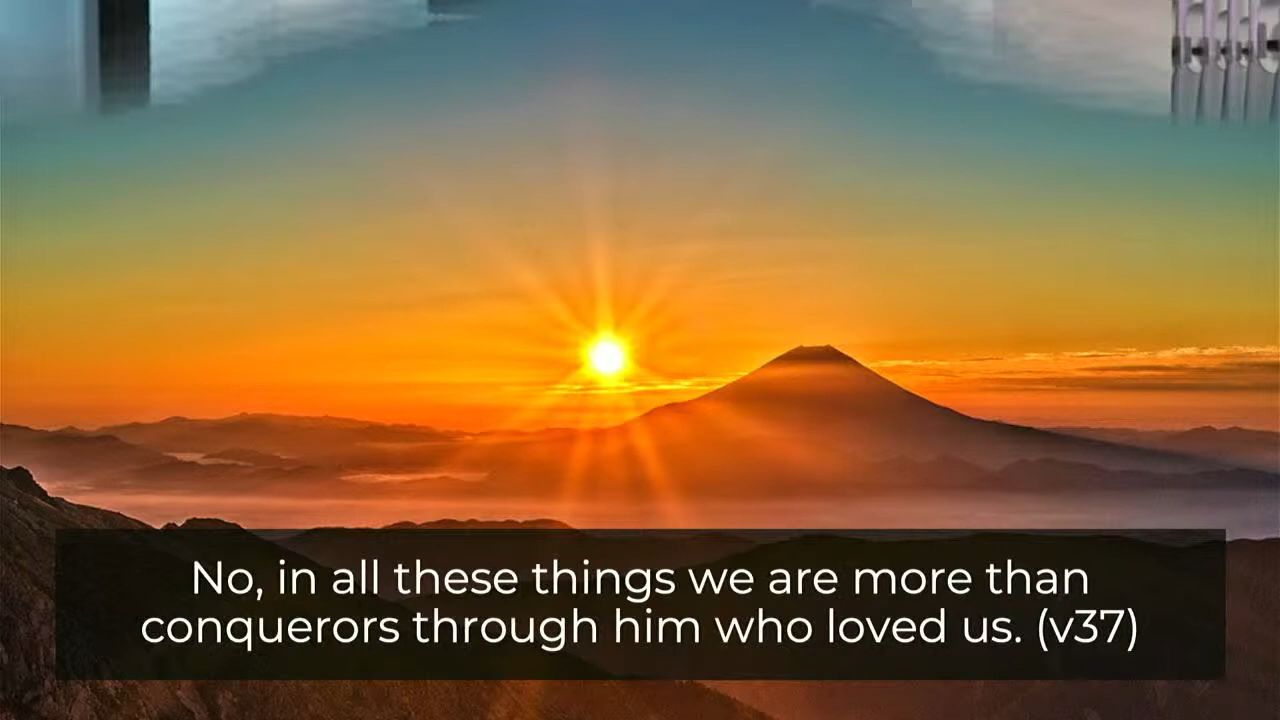 No, in all these things we are more than
conquerors through him who loved us. (v37)